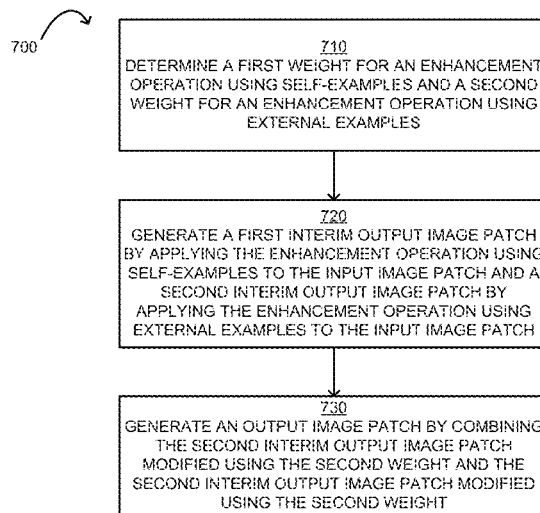 700
710
DETERMINE A FIRST WEIGHT FOR AN ENHANCEMENT
OPERATION USING SELF-EXAMPLES AND A SECOND
WEIGHT FOR AN ENHANCEMENT OPERATION USING
EXTERNAL EXAMPLES
720
GENERATE A FIRST INTERIM OUTPUT IMAGE PATCH
BY APPLYING THE ENHANCEMENT OPERATION USING
SELF-EXAMPLES TO THE INPUT IMAGE PATCH AND A
SECOND INTERIM OUTPUT IMAGE PATCH BY
APPLYING THE ENHANCEMENT OPERATION USING
EXTERNAL EXAMPLES TO THE INPUT IMAGE PATCH
730
GENERATE AN OUTPUT IMAGE PATCH BY COMBINING
THE SECOND INTERIM OUTPUT IMAGE PATCH
MODIFIED USING THE SECOND WEIGHT AND THE
SECOND INTERIM OUTPUT IMAGE PATCH MODIFIED
USING THE SECOND WEIGHT